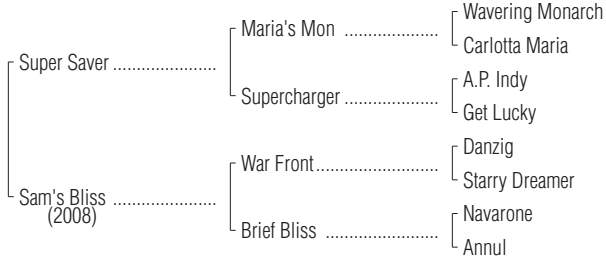 Wavering Monarch
Maria's Mon ......................
Carlotta Maria
Super Saver ........................
A.P. Indy
Supercharger ......................
Get Lucky
Danzig
War Front.............................
Starry Dreamer
Sam's Bliss ........................
(2008)
Navarone
Brief Bliss ...........................
Annul